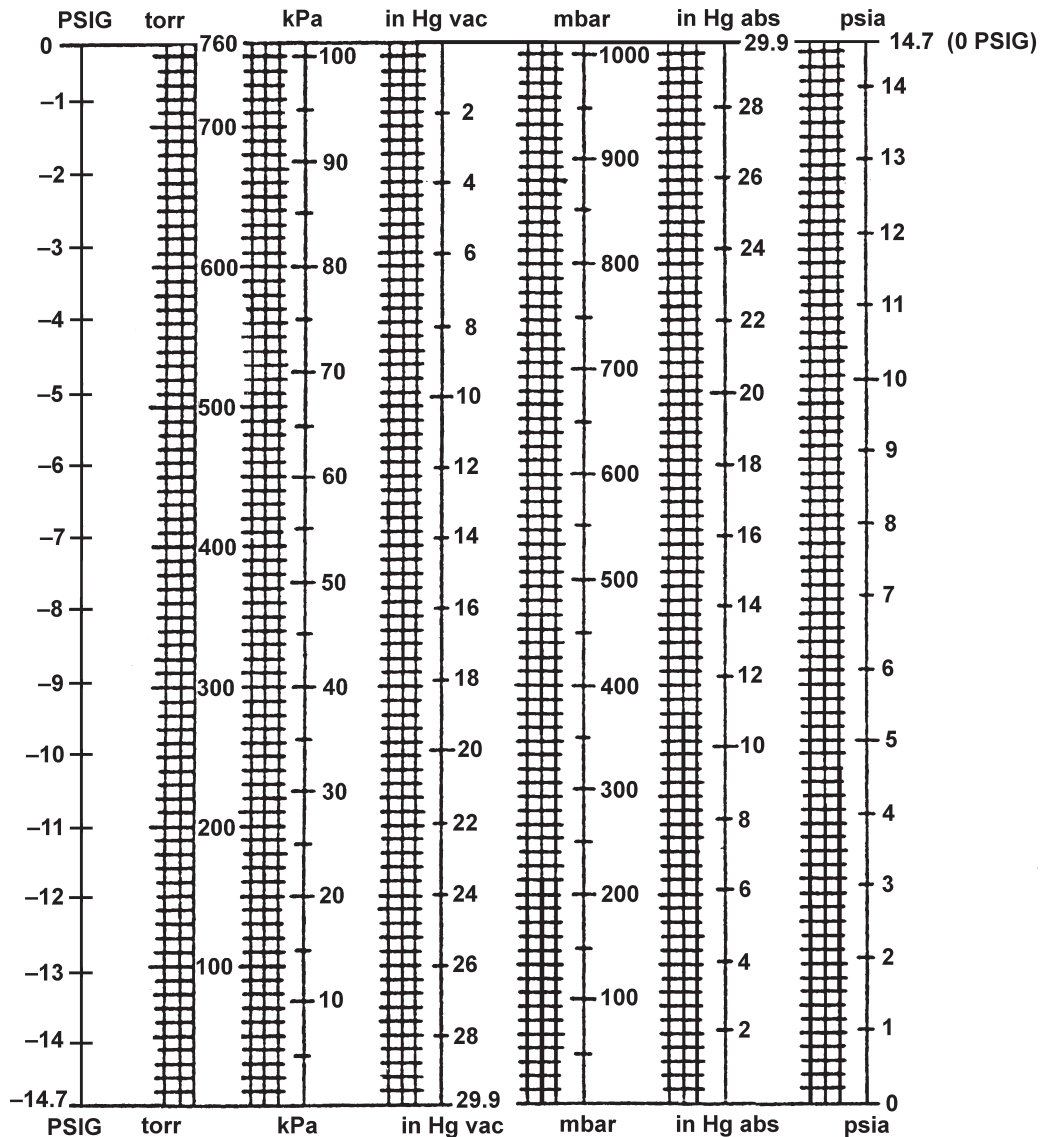 PSIG torr kPa in Hg vac mbar in Hg abs psia
0 760 29.9 14.7 (0 PSIG)
100 1000
14
–1 2 28
700
90 900 13
–2 4 26
12
–3 6 24
600 80 800
11
–4 8 22
70 700 10
–5 10 20
500
9
–6 12 18
60 600
8
–7 14 16
400
50 500
7
–8 16 14
6
–9 18 12
300 40 400
5
–10 20 10
30 300
4
–11 200 22 8
3
–12 20 24 200 6
2
–13 100 26 4
10 100
1
–14 28 2
–14.7 29.9 0
PSIG torr kPa in Hg vac mbar in Hg abs psia